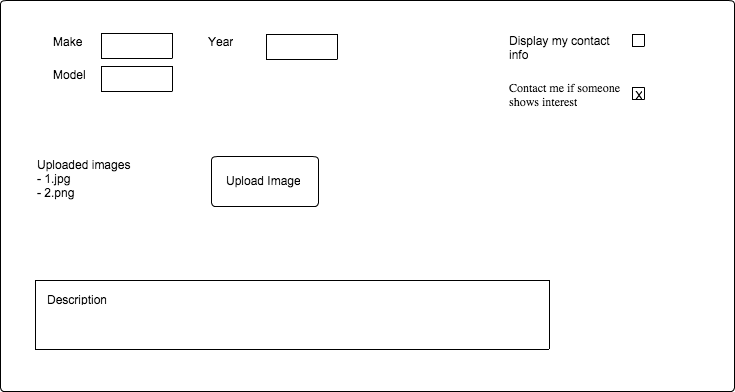 Make
Year
Display my contact
info
Model
Contact me if someone
shows interest
x
Uploaded images
- 1.jpg
- 2.png
Upload Image
Description